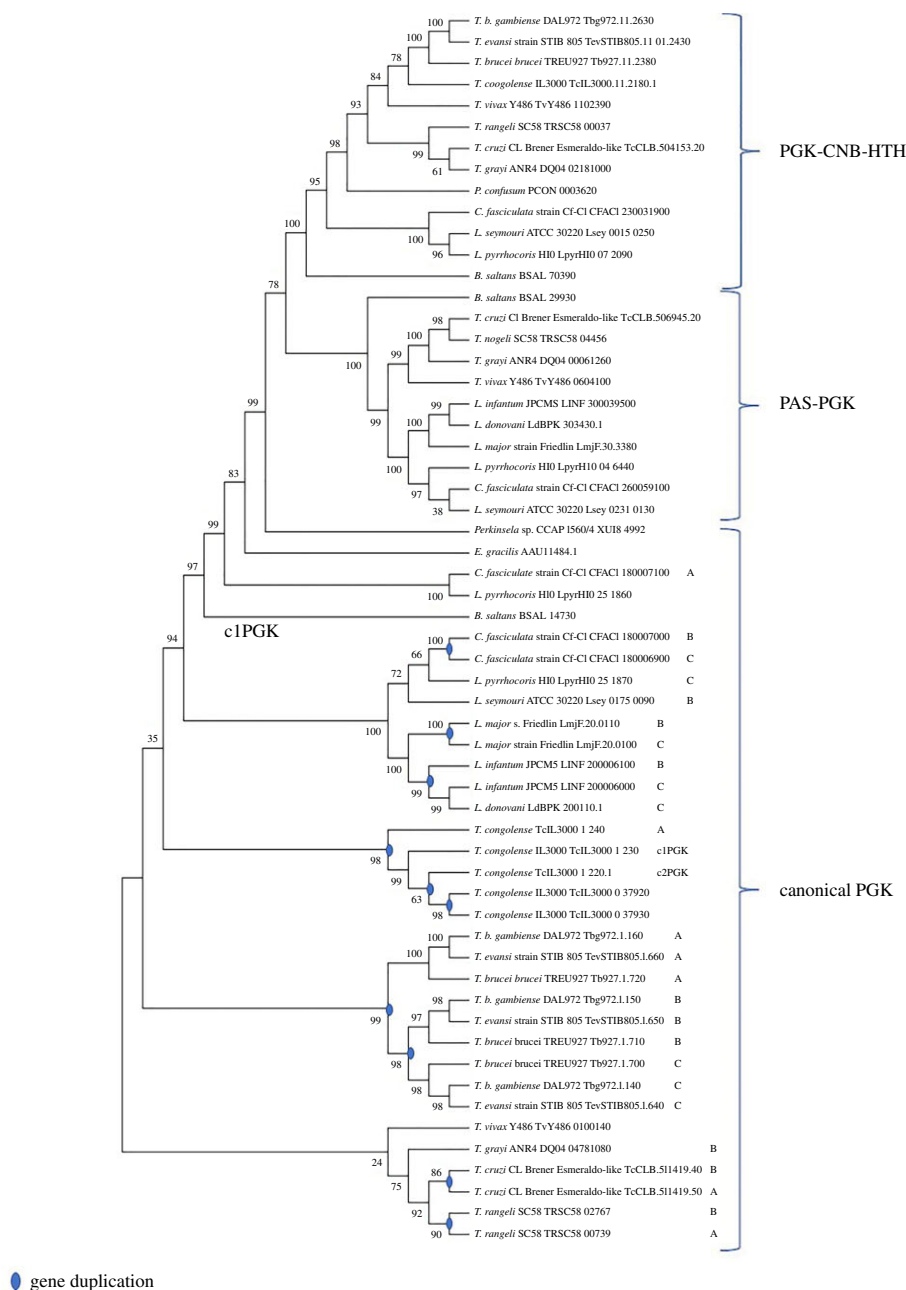 100 T. b. gambiense DAL972 Tbg972.11.2630
100 T. evansi strain STIB 805 TevSTIB805.11 01.2430
78 T. brucei brucei TREU927 Tb927.11.2380
84 T. coogolense IL3000 TcIL3000.11.2180.1
93 T. vivax Y486 TvY486 1102390
98 T. rangeli SC58 TRSC58 00037
99 T. cruzi CL Brener Esmeraldo-like TcCLB.504153.20
PGK-CNB-HTH
61 T. grayi ANR4 DQ04 02181000
95 P. confusum PCON 0003620
C. fasciculata strain Cf-Cl CFACl 230031900
100 L. seymouri ATCC 30220 Lsey 0015 0250
100 96 L. pyrrhocoris HI0 LpyrHI0 07 2090
B. saltans BSAL 70390
78 B. saltans BSAL 29930
98 T. cruzi Cl Brener Esmeraldo-like TcCLB.506945.20
100 T. nogeli SC58 TRSC58 04456
99 T. grayi ANR4 DQ04 00061260
100 T. vivax Y486 TvY486 0604100
99 L. infantum JPCMS LINF 300039500
PAS-PGK
99 100 L. donovani LdBPK 303430.1
99 L. major strain Friedlin LmjF.30.3380
100 L. pyrrhocoris HI0 LpyrH10 04 6440
97 C. fasciculata strain Cf-Cl CFACl 260059100
83 38 L. seymouri ATCC 30220 Lsey 0231 0130
99 Perkinsela sp. CCAP l560/4 XUI8 4992
E. gracilis AAU11484.1
97 C. fasciculate strain Cf-Cl CFACl 180007100 A
100 L. pyrrhocoris HI0 LpyrHI0 25 1860
B. saltans BSAL 14730
c1PGK
94 100 C. fasciculata strain Cf-Cl CFACl 180007000 B
66 C. fasciculata strain Cf-Cl CFACl 180006900 C
72 L. pyrrhocoris HI0 LpyrHI0 25 1870 C
L. seymouri ATCC 30220 Lsey 0175 0090 B
100 100 L. major s. Friedlin LmjF.20.0110 B
35 L. major strain Friedlin LmjF.20.0100 C
100 L. infantum JPCM5 LINF 200006100 B
99 L. infantum JPCM5 LINF 200006000 C
99 L. donovani LdBPK 200110.1 C
T. congolense TcIL3000 1 240 A
98 T. congolense IL3000 TcIL3000 1 230 c1PGK
99 T. congolense TcIL3000 1 220.1 c2PGK
63 T. congolense IL3000 TcIL3000 0 37920
canonical PGK
98 T. congolense IL3000 TcIL3000 0 37930
100 T. b. gambiense DAL972 Tbg972.1.160 A
100 T. evansi strain STIB 805 TevSTIB805.l.660 A
T. brucei brucei TREU927 Tb927.1.720 A
99 98 T. b. gambiense DAL972 Tbg972.l.150 B
97 T. evansi strain STIB 805 TevSTIB805.l.650 B
T. brucei brucei TREU927 Tb927.1.710 B
98 T. brucei brucei TREU927 Tb927.1.700 C
98 T. b. gambiense DAL972 Tbg972.l.140 C
98 T. evansi strain STIB 805 TevSTIB805.l.640 C
T. vivax Y486 TvY486 0100140
24 T. grayi ANR4 DQ04 04781080 B
75 86 T. cruzi CL Brener Esmeraldo-like TcCLB.5l1419.40 B
T. cruzi CL Brener Esmeraldo-like TcCLB.5l1419.50 A
92 T. rangeli SC58 TRSC58 02767 B
90 T. rangeli SC58 TRSC58 00739 A
gene duplication